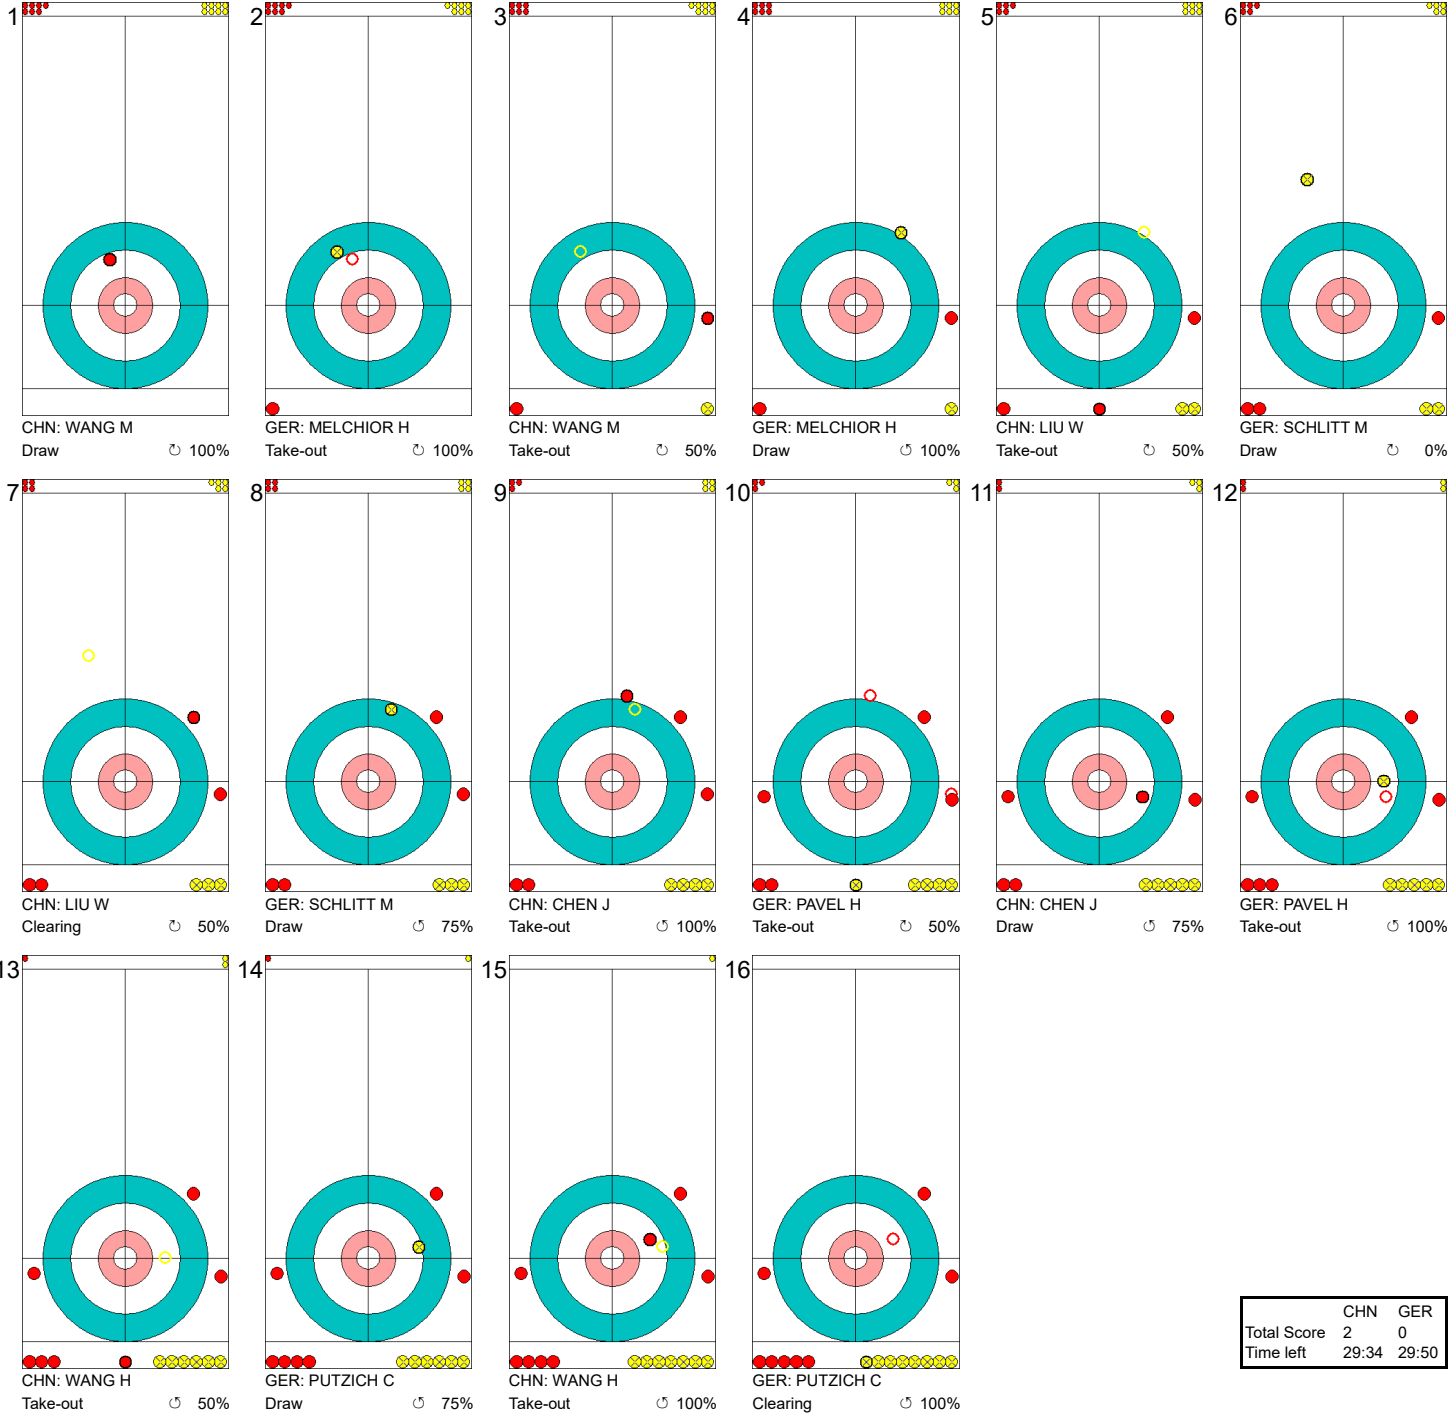 1 2 3 4 5 6
CHN: WANG M GER: MELCHIOR H CHN: WANG M GER: MELCHIOR H CHN: LIU W GER: SCHLITT M
Draw ↻ 100% Take-out ↻ 100% Take-out ↻ 50% Draw ↺ 100% Take-out ↻ 50% Draw ↻ 0%
7 8 9 10 11 12
CHN: LIU W GER: SCHLITT M CHN: CHEN J GER: PAVEL H CHN: CHEN J GER: PAVEL H
Clearing ↻ 50% Draw ↺ 75% Take-out ↺ 100% Take-out ↻ 50% Draw ↺ 75% Take-out ↺ 100%
13 14 15 16
CHN: WANG H GER: PUTZICH C CHN: WANG H GER: PUTZICH C
Take-out ↺ 50% Draw ↺ 75% Take-out ↺ 100% Clearing ↺ 100%
CHN GER
Total Score 2 0
Time left 29:34 29:50